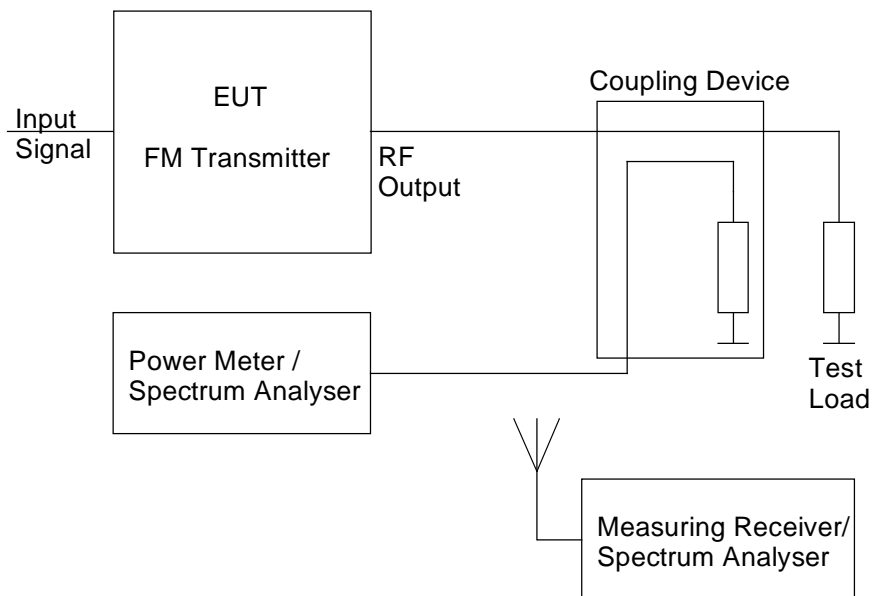 Coupling Device
EUT
FM Transmitter
Input
Signal
RF
Output
Power Meter /
Spectrum Analyser
Test
Load
Measuring Receiver/
Spectrum Analyser